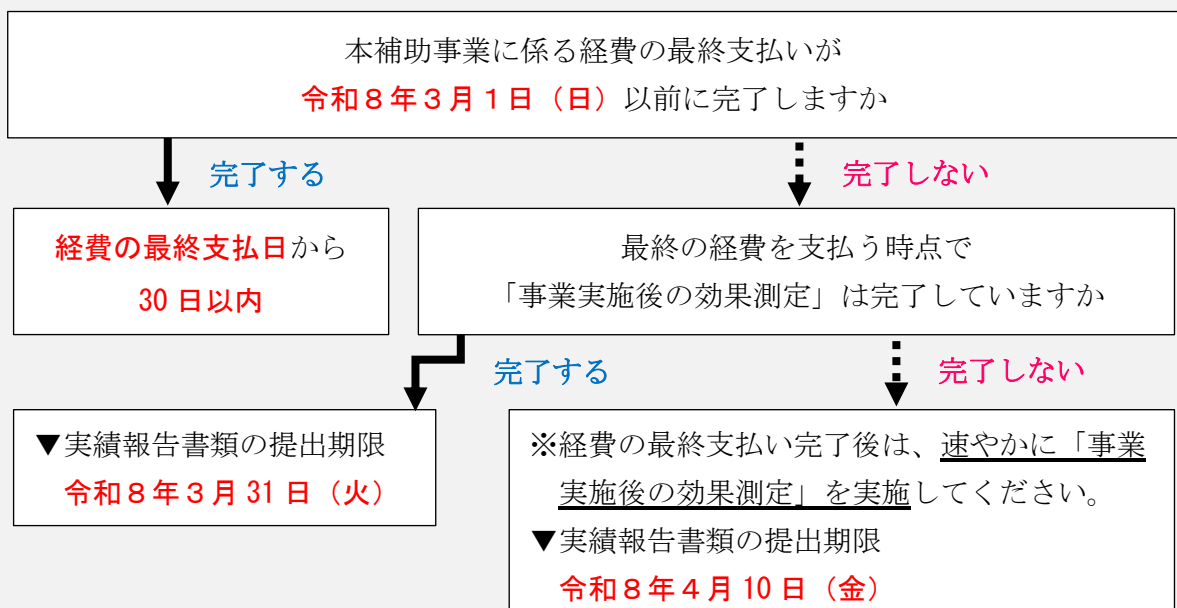 本補助事業に係る経費の最終支払いが
令和８年３月１日（日）以前に完了しますか
完了する
完了しない
経費の最終支払日から
30 日以内
最終の経費を支払う時点で
「事業実施後の効果測定」は完了していますか
完了する
完了しない
▼実績報告書類の提出期限
令和８年３月 31 日（火）
※経費の最終支払い完了後は、速やかに「事業
実施後の効果測定」を実施してください。
▼実績報告書類の提出期限
令和８年４月 10 日（金）